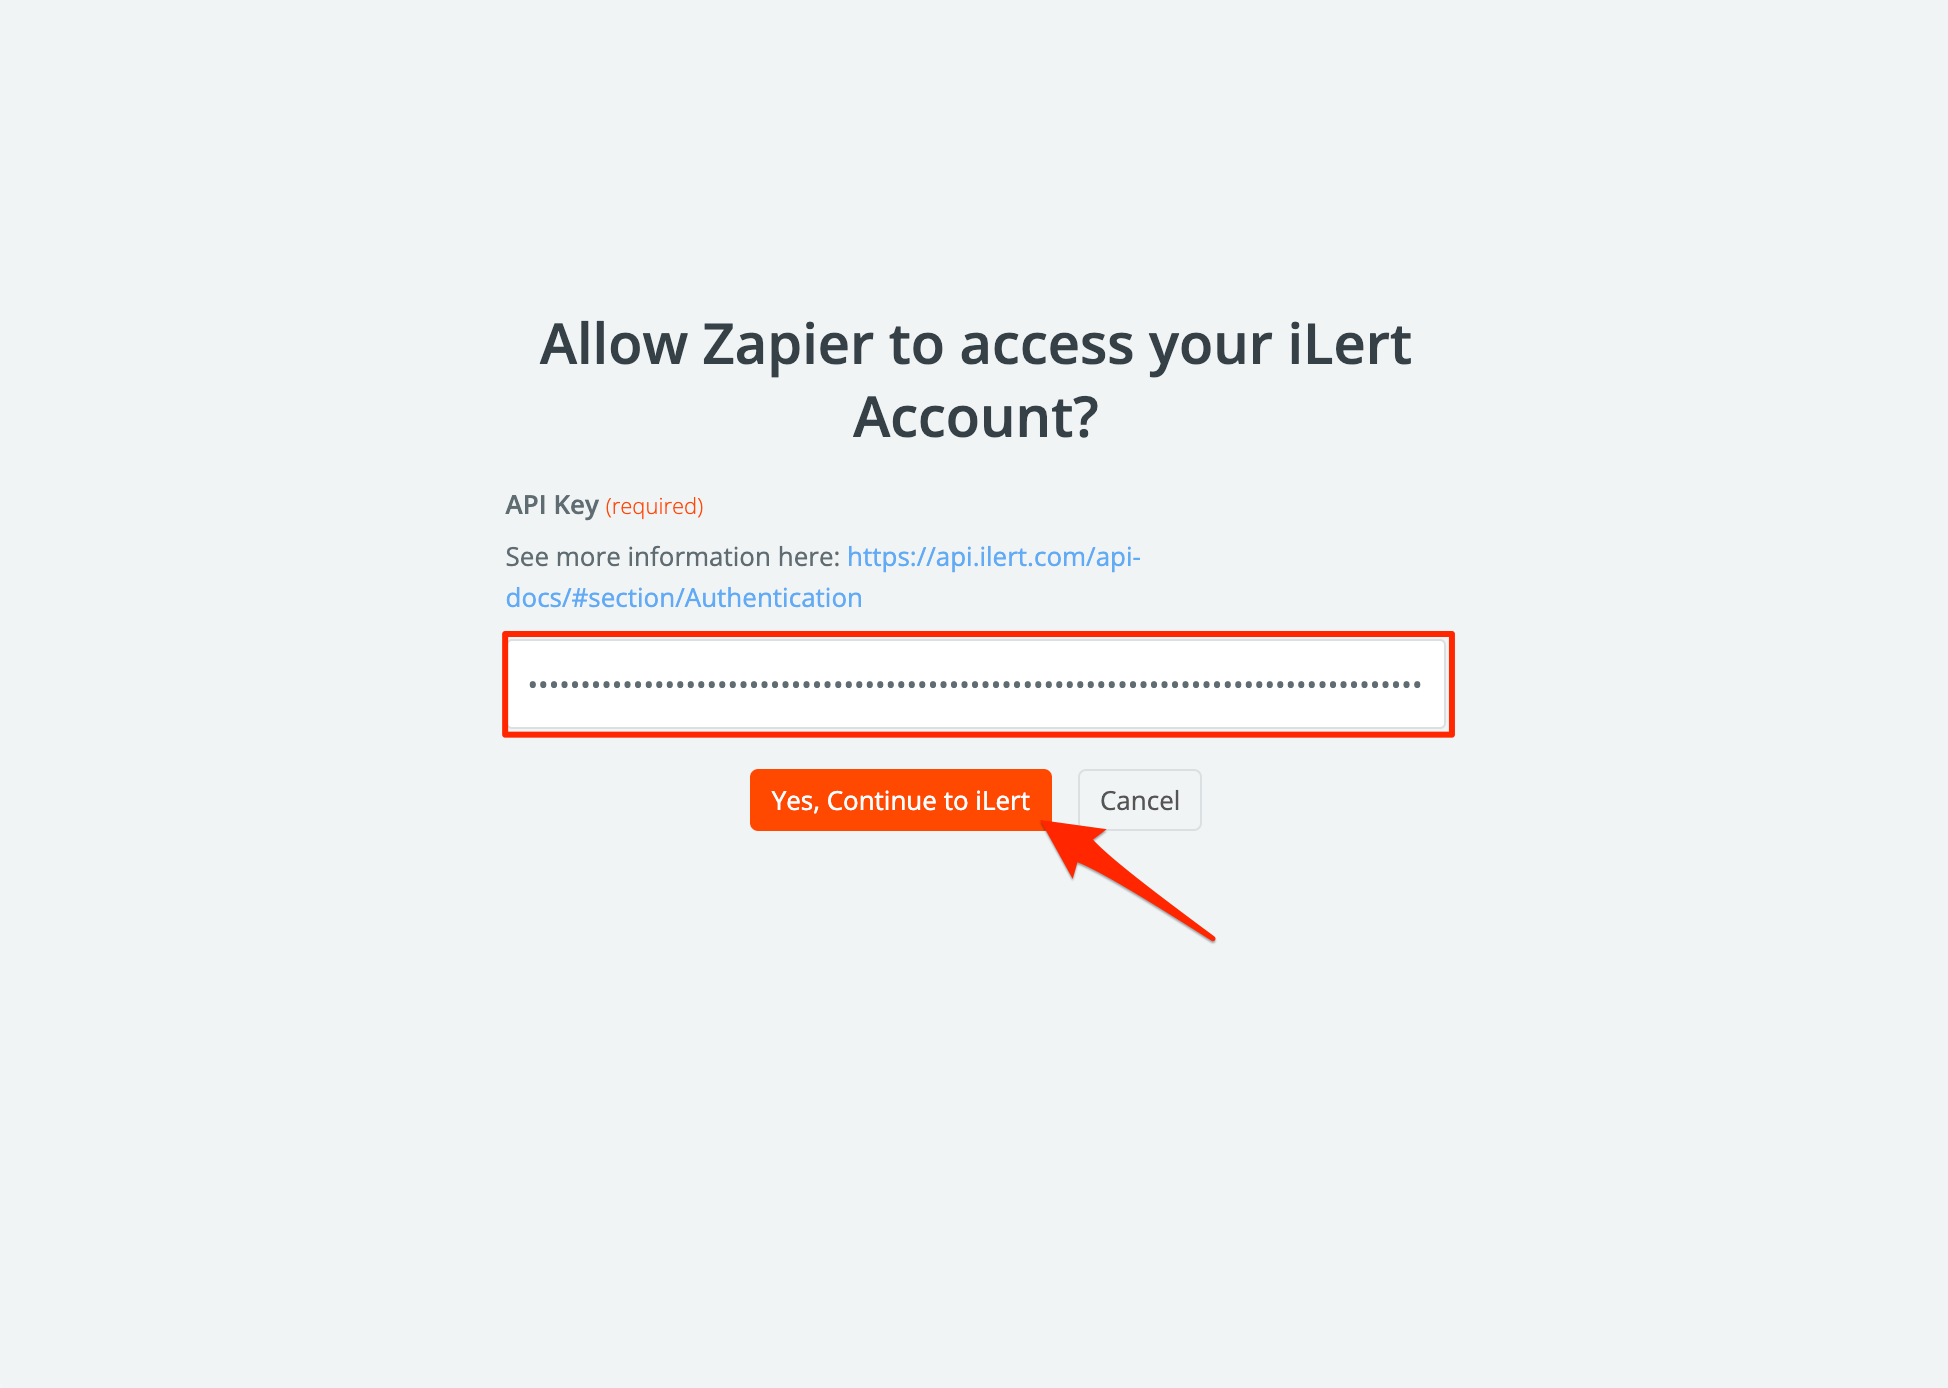 Allow Zapier to access your iLert
Account?
API Key (required)
See more information here: https://api.ilert.com/api-
docs/#section/Authentication
Yes, Continue to iLert
Cancel